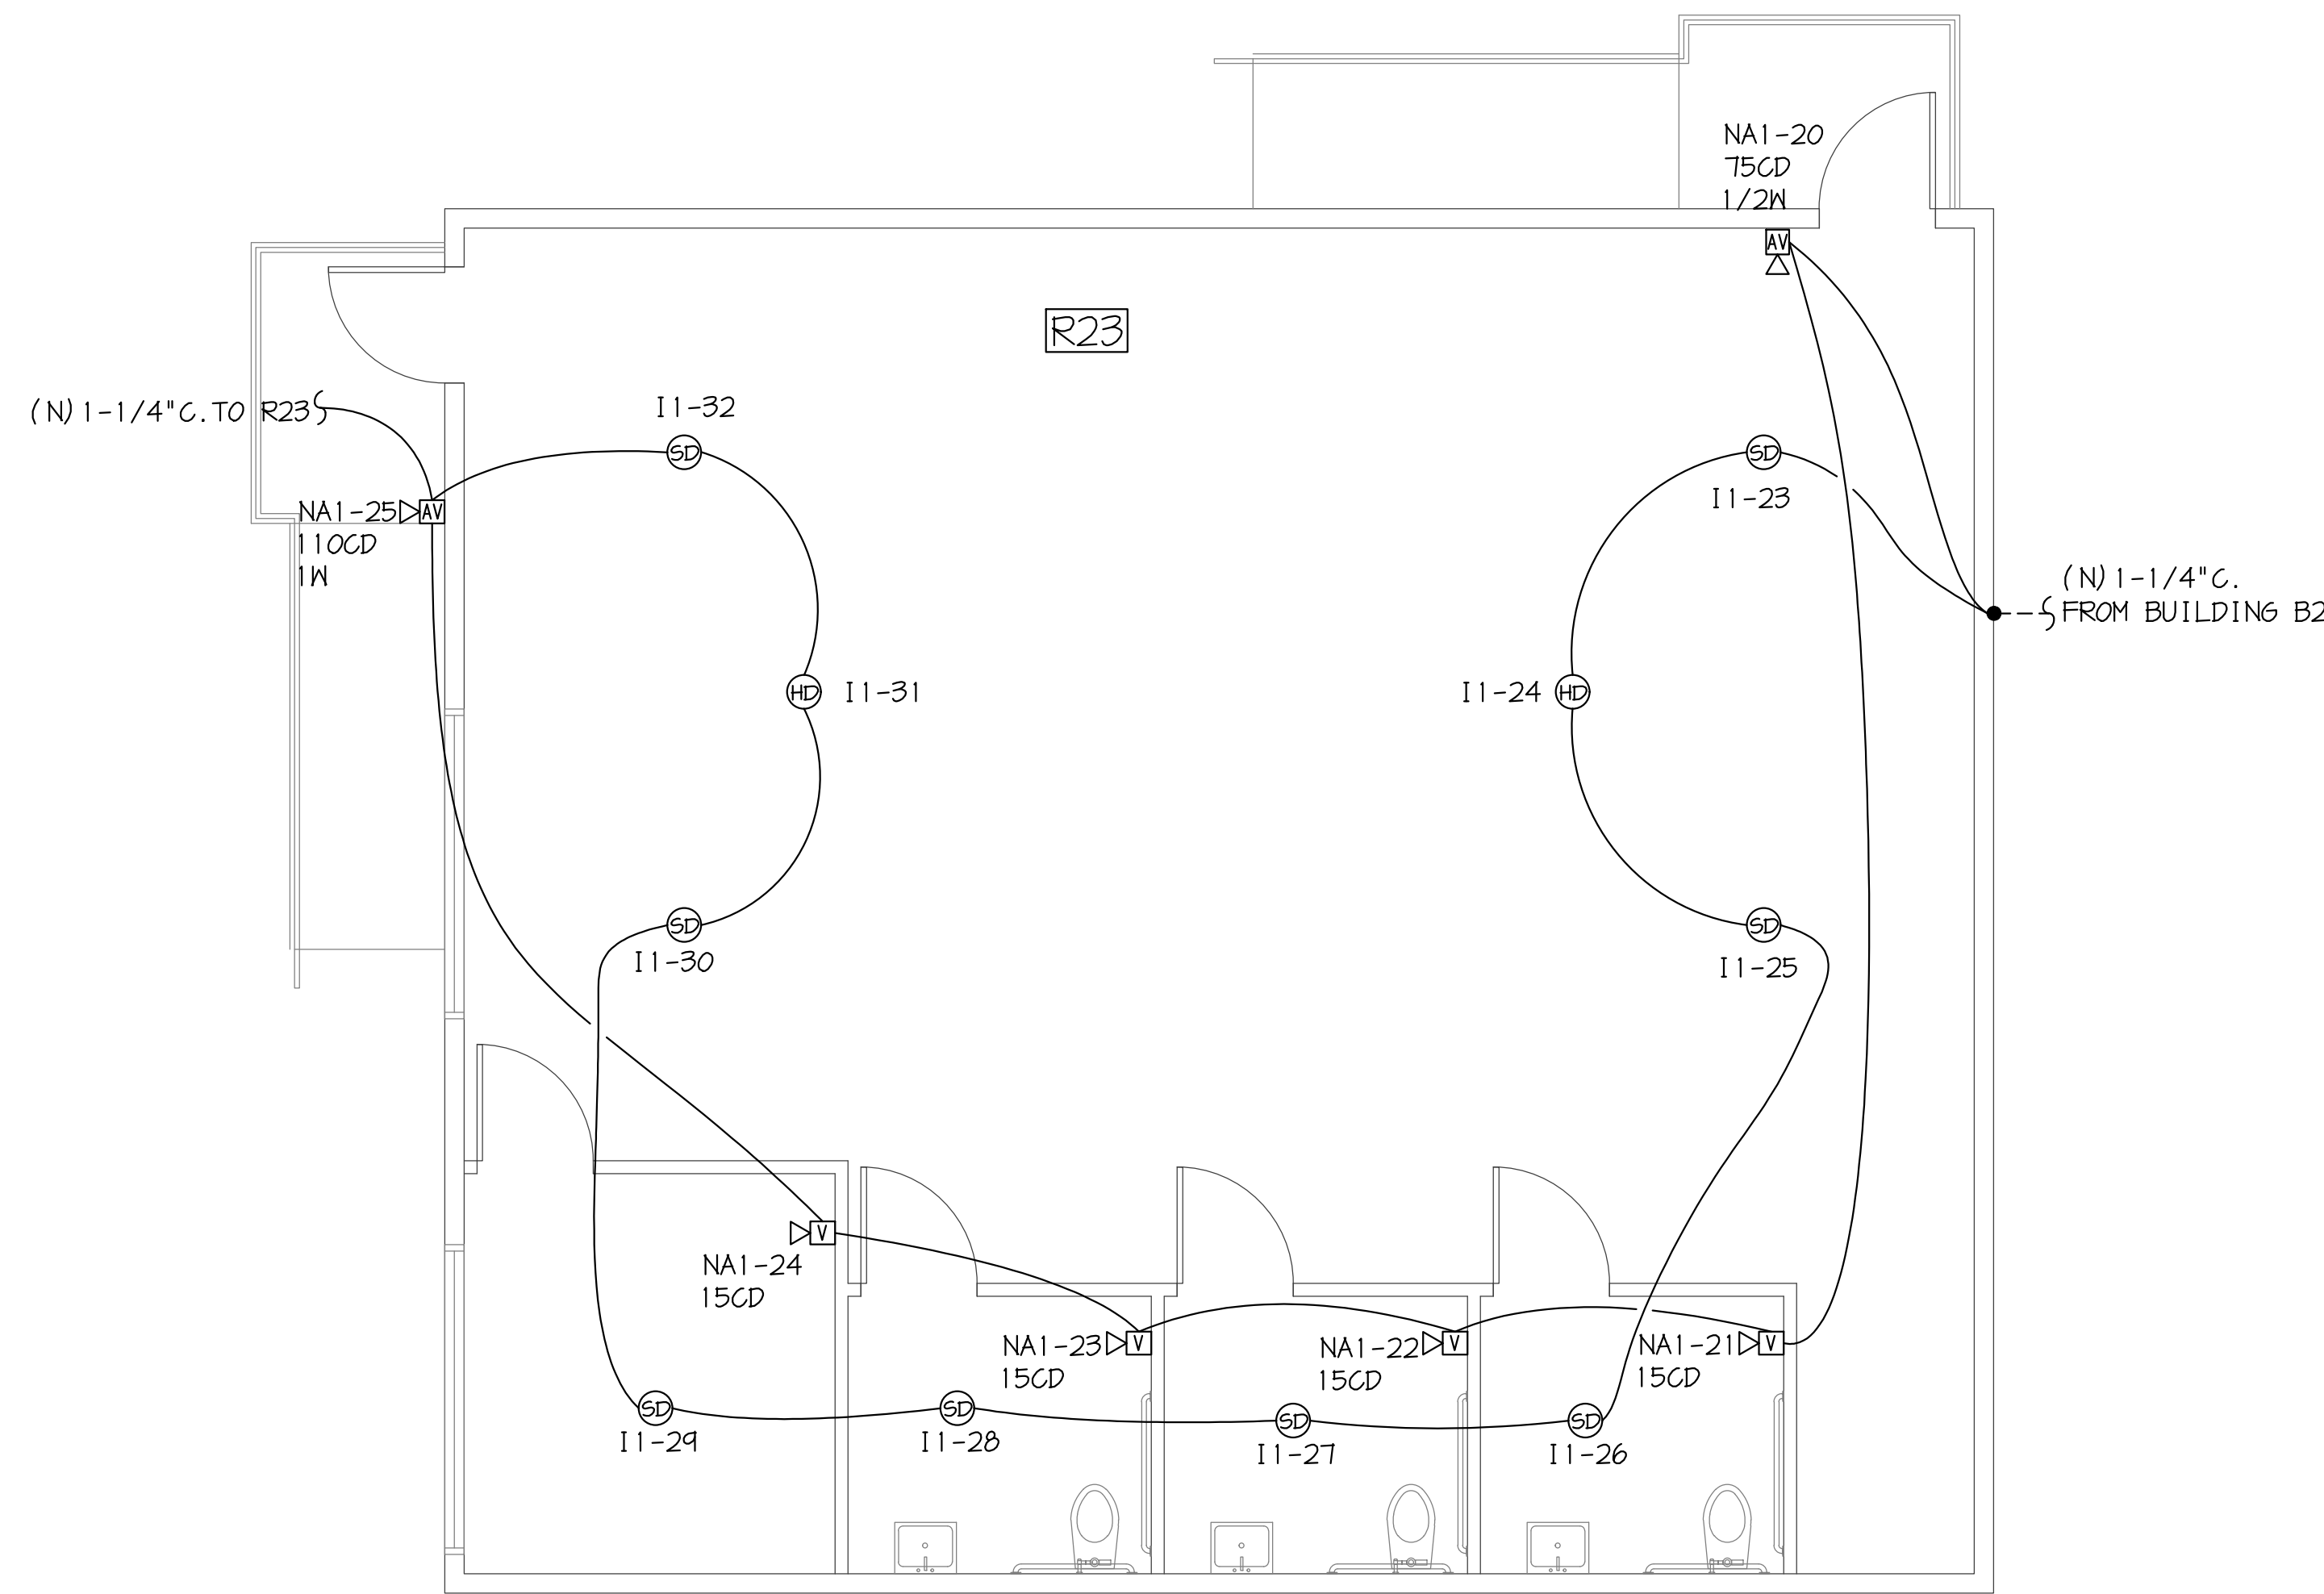 NA1-20
75CD
1/2W
AV
R23
(N)1-1/4"C.TO R23
I1-32
SD
SD
I1-23
NA1-25
AV
110CD
1W
(N)1-1/4"C.
FROM BUILDING B2
HD
I1-31
I1-24
HD
SD
I1-30
SD
I1-25
V
NA1-24
15CD
NA1-23
V
15CD
NA1-22
V
15CD
NA1-21
V
15CD
SD
I1-29
SD
I1-28
SD
I1-27
SD
I1-26